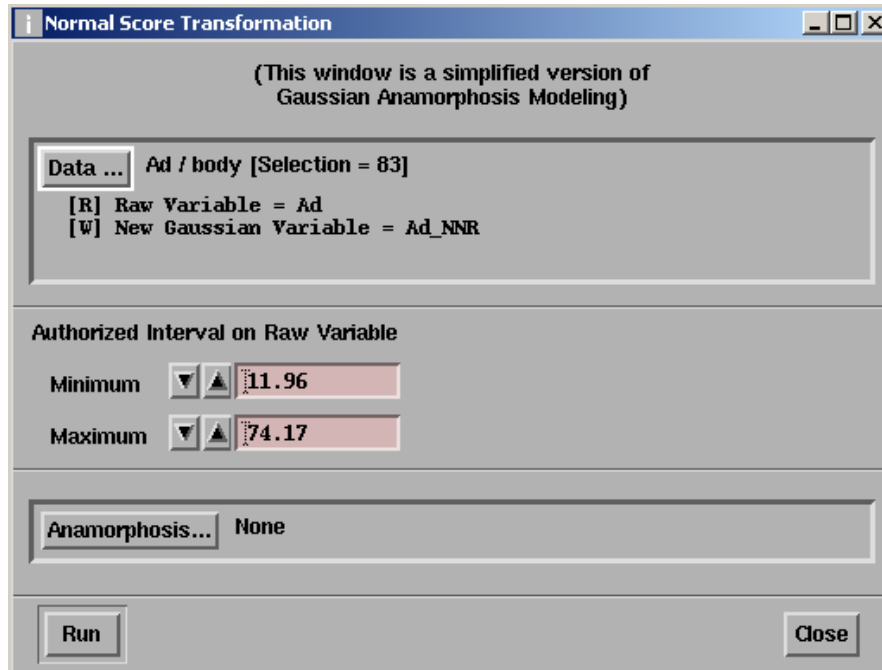 Normal Score Transformation
(This window is a simplified version of
Gaussian Anamorphosis Modeling)
Data ... Ad / body [Selection = 83]
[R] Raw Variable = Ad
[W] New Gaussian Variable = Ad_NNR
Authorized Interval on Raw Variable
Minimum 11.96
Maximum 74.17
Anamorphosis... None
Run Close